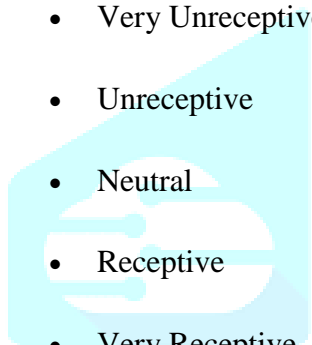 • Very Unreceptive
• Unreceptive
• Neutral
• Receptive
• Very Receptive